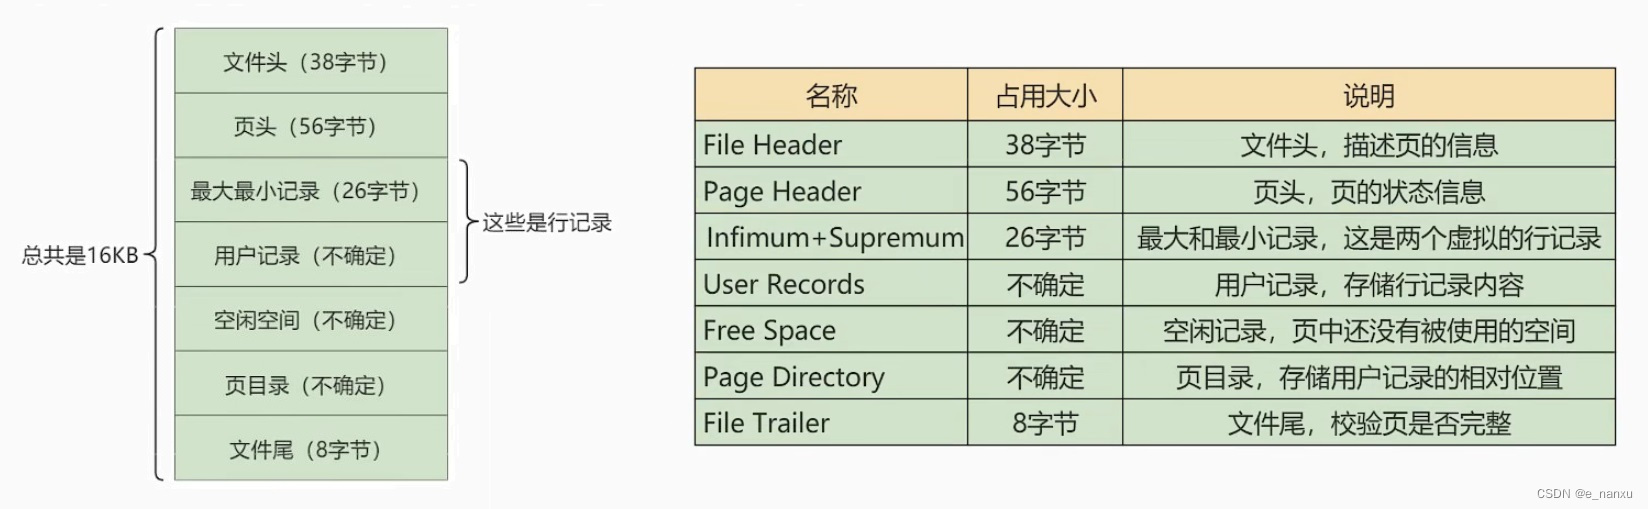 文件头（38字节）
页头（56字节）
最大最小记录（26字节）
用户记录（不确定）
空闲空间（不确定）
页目录（不确定）
文件尾（8字节）
总共是16KB
这些是行记录
名称 占用大小 说明
File Header 38字节 文件头，描述页的信息
Page Header 56字节 页头，页的状态信息
Infimum+Supremum 26字节 最大和最小记录，这是两个虚拟的行记录
User Records 不确定 用户记录，存储行记录内容
Free Space 不确定 空闲记录，页中还没有被使用的空间
Page Directory 不确定 页目录，存储用户记录的相对位置
File Trailer 8字节 文件尾，校验页是否完整
CSDN @e_nanxu